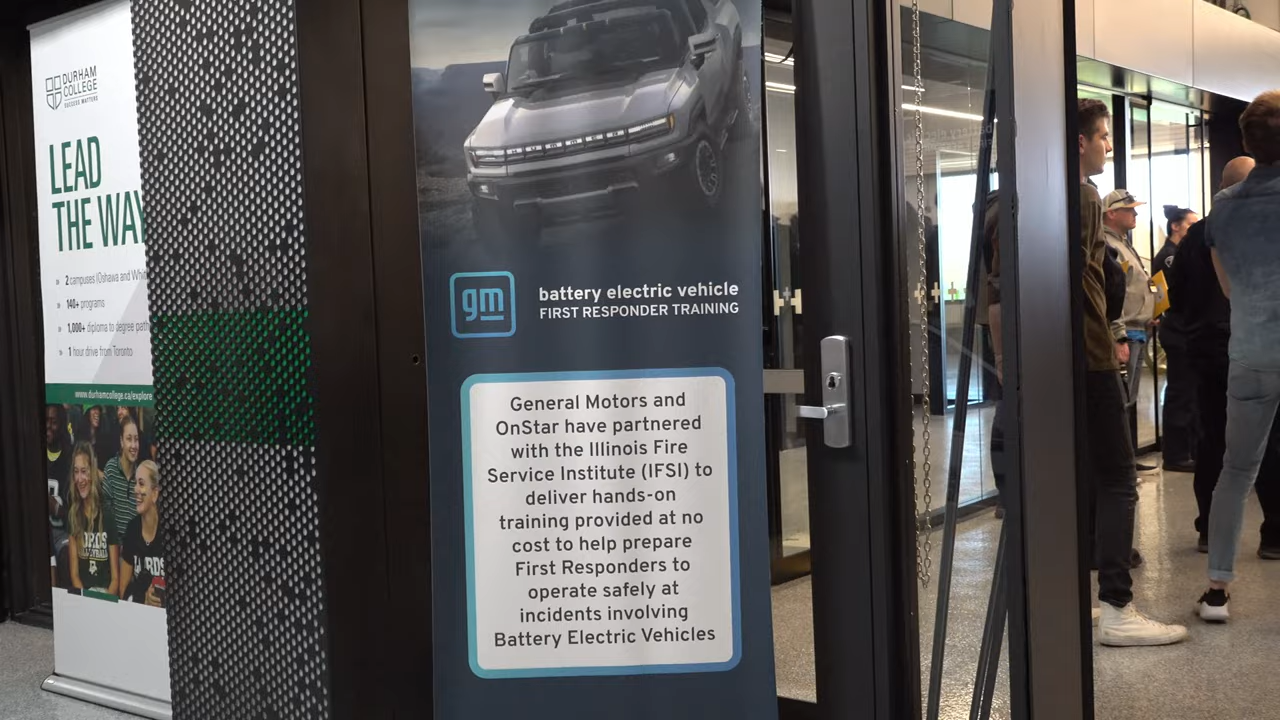 DURHAM
COLLEGE
SUCCESS MATTERS
LEAD
THE WAY
» 2 campuses (Oshawa and Whi
» 140+ programs
» 1,000+ diploma to degree path
» 1 hour drive from Toronto
www.durhamcollege.ca/explore
HUMMER
gm
battery electric vehicle
FIRST RESPONDER TRAINING
General Motors and
OnStar have partnered
with the Illinois Fire
Service Institute (IFSI) to
deliver hands-on
training provided at no
cost to help prepare
First Responders to
operate safely at
incidents involving
Battery Electric Vehicles